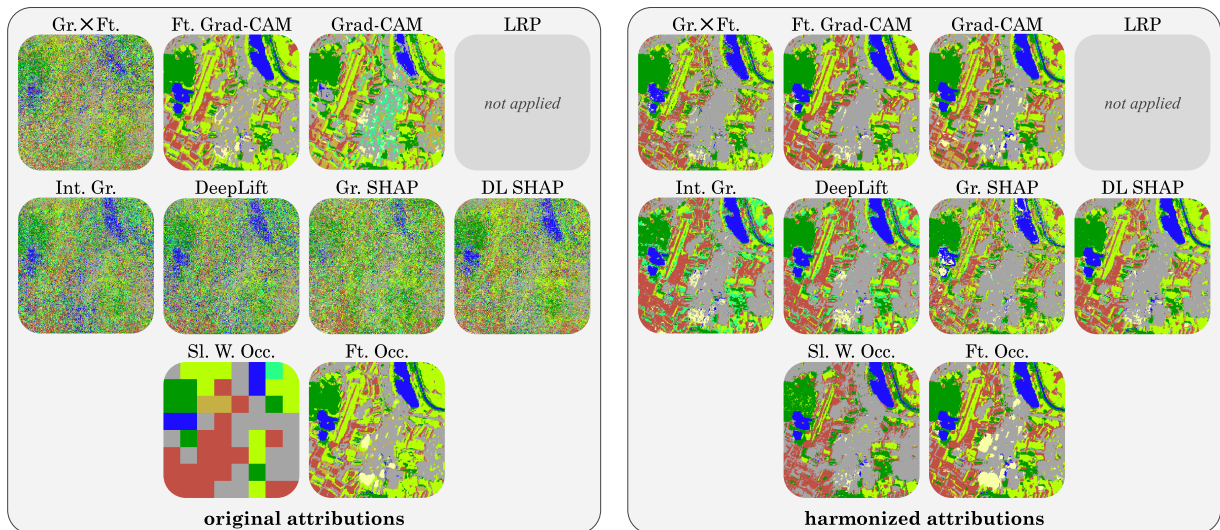 Gr.×Ft. Ft. Grad-CAM Grad-CAM LRP
not applied
Int. Gr. DeepLift Gr. SHAP DL SHAP
Sl. W. Occ. Ft. Occ.
original attributions
Gr.×Ft. Ft. Grad-CAM Grad-CAM LRP
not applied
Int. Gr. DeepLift Gr. SHAP DL SHAP
Sl. W. Occ. Ft. Occ.
harmonized attributions